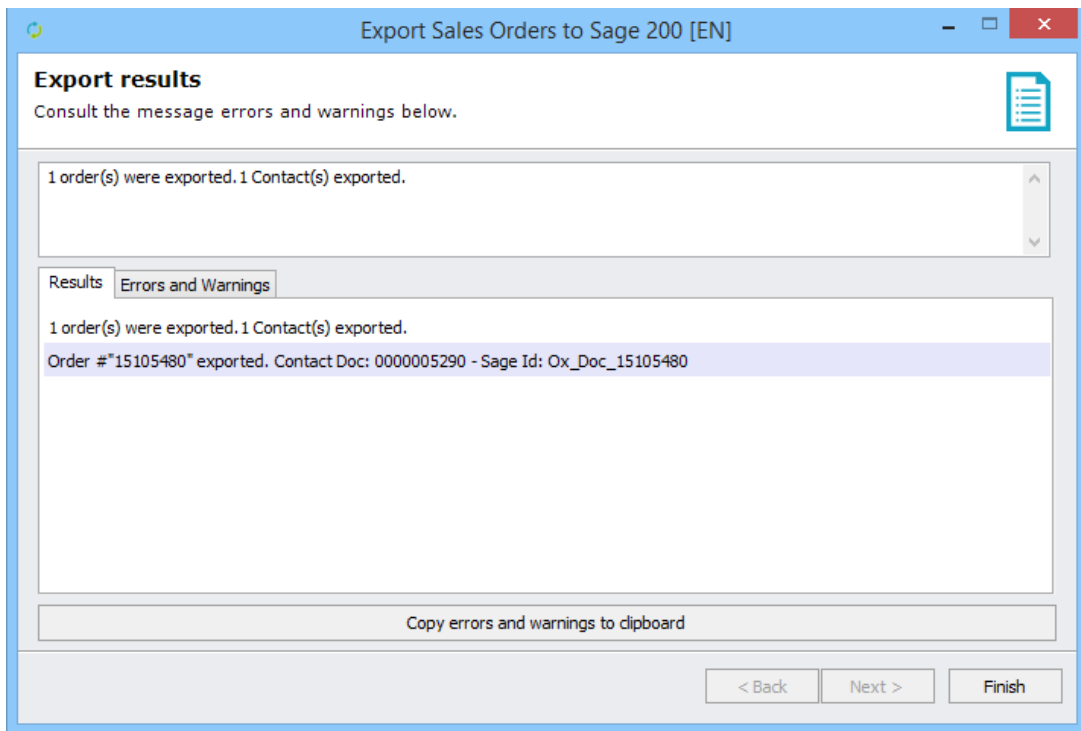 Export Sales Orders to Sage 200 [EN]
Export results
Consult the message errors and warnings below.
1 order(s) were exported. 1 Contact(s) exported.
Results
Errors and Warnings
1 order(s) were exported. 1 Contact(s) exported.
Order #"15105480" exported. Contact Doc: 0000005290 - Sage Id: Ox_Doc_15105480
Copy errors and warnings to clipboard
< Back
Next >
Finish